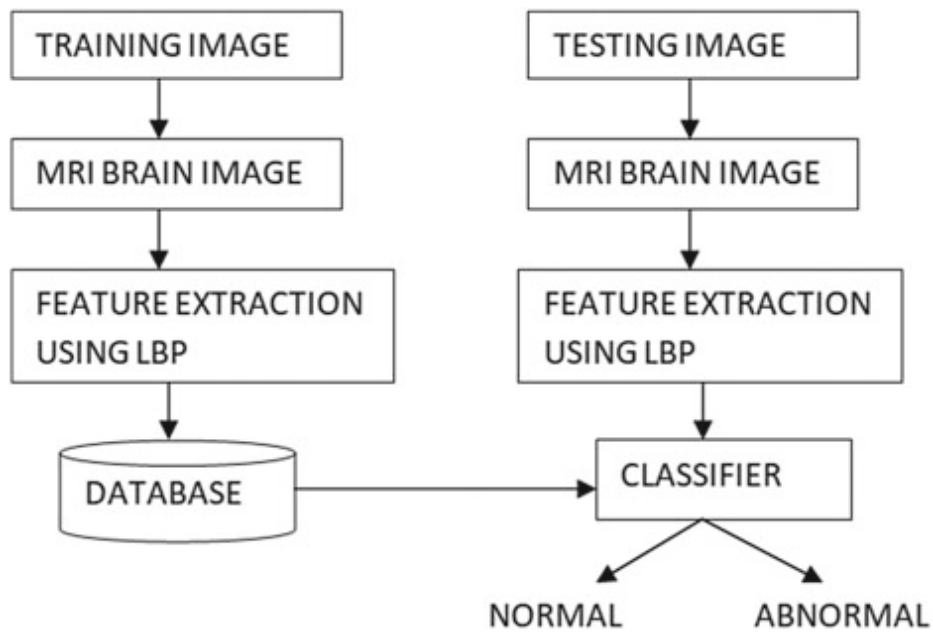 TRAINING IMAGE
MRI BRAIN IMAGE
FEATURE EXTRACTION
USING LBP
DATABASE
TESTING IMAGE
MRI BRAIN IMAGE
FEATURE EXTRACTION
USING LBP
CLASSIFIER
NORMAL
ABNORMAL